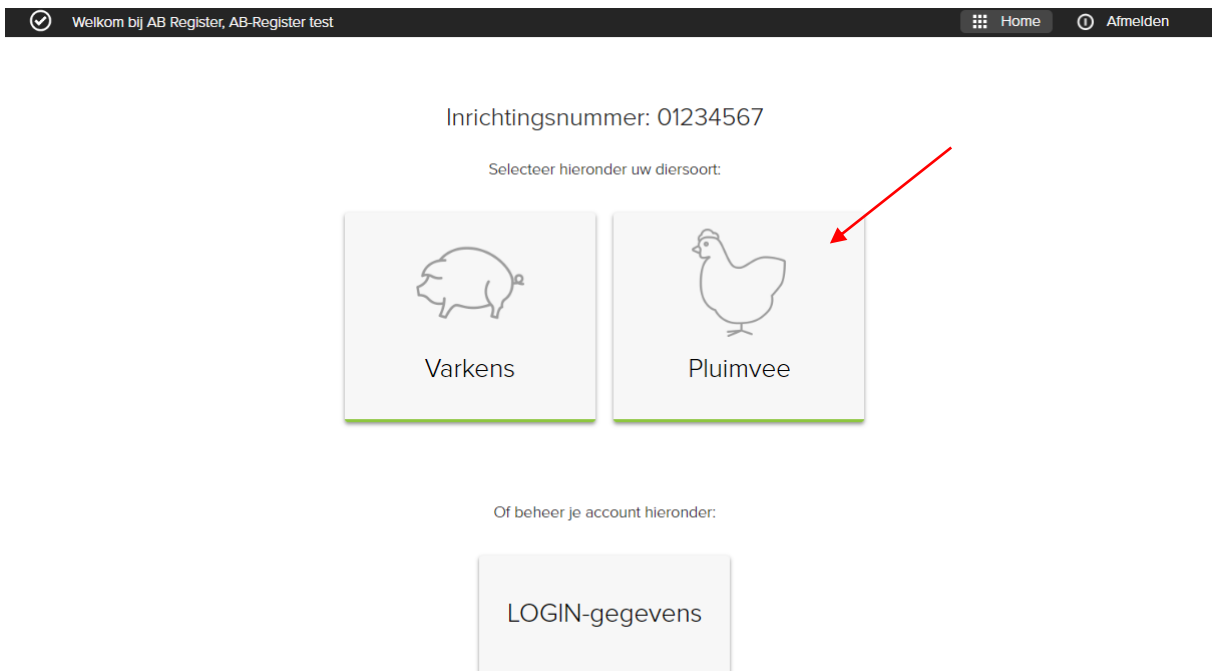 Welkom bij AB Register, AB-Register test Home Afmelden
Inrichtingsnummer: 01234567
Selecteer hieronder uw diersoort:
Varkens Pluimvee
Of beheer je account hieronder:
LOGIN-gegevens